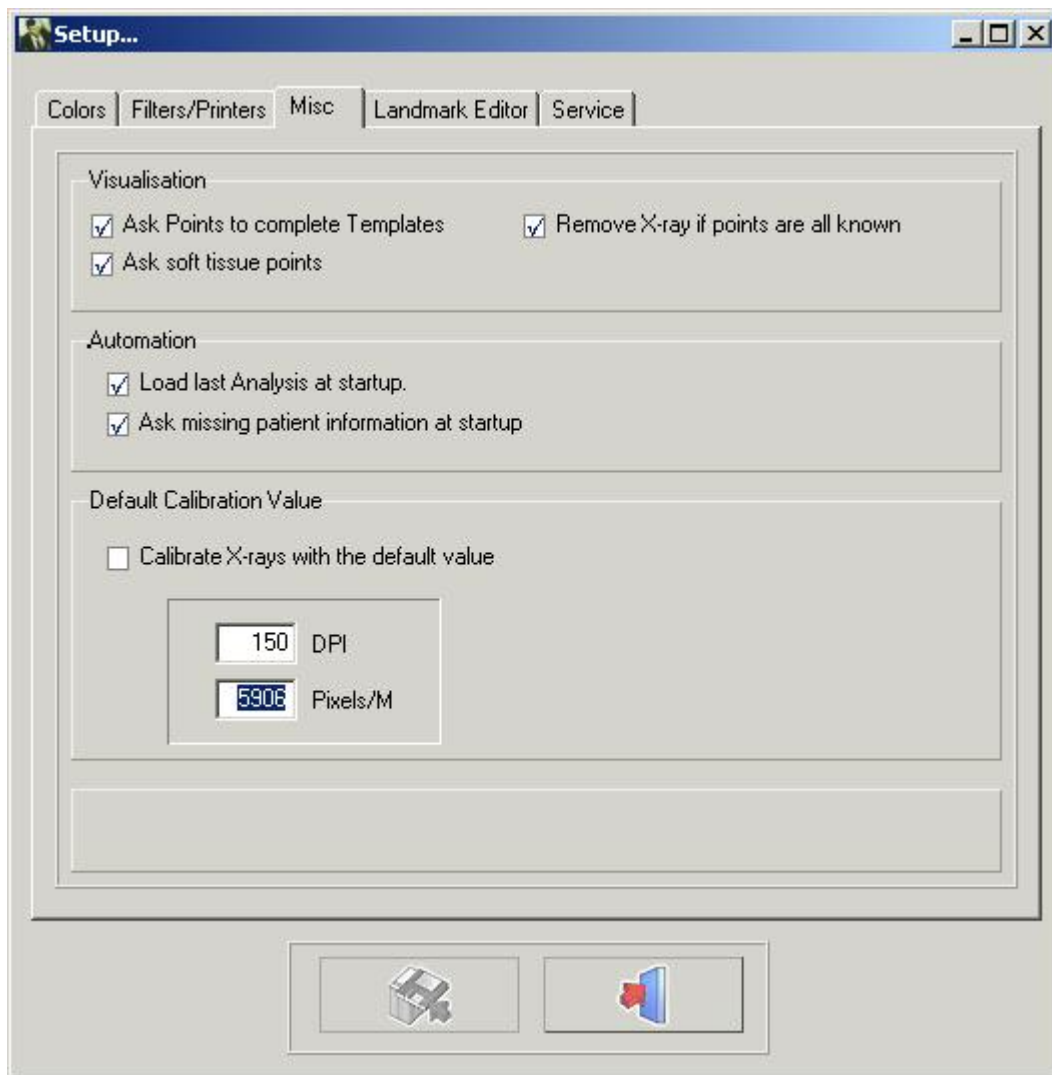 Setup...
Colors Filters/Printers Misc Landmark Editor Service
Visualisation
Ask Points to complete Templates Remove X-ray if points are all known
Ask soft tissue points
Automation
Load last Analysis at startup.
Ask missing patient information at startup
Default Calibration Value
Calibrate X-rays with the default value
150 DPI
5906 Pixels/M